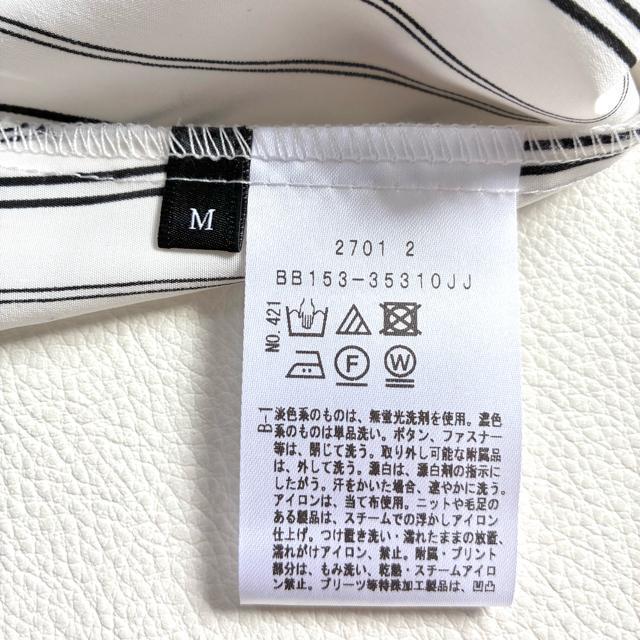 M
2701 2
BB153-35310JJ
NO.421
F
W
B-1
淡色系のものは、無蛍光洗剤を使用。濃色
系のものは単品洗い。ボタン、ファスナー
等は、閉じて洗う。取り外し可能な附属品
は、外して洗う。漂白は、漂白剤の指示に
したがう。汗をかいた場合、速やかに洗う。
アイロンは、当て布使用。ニットや毛足の
ある製品は、スチームでの浮かしアイロン
仕上げ。つけ置き洗い・濡れたままの放置、
濡れがけアイロン、禁止。附属・プリント
部分は、もみ洗い、乾燥・スチームアイロ
ン禁止。プリーツ等特殊加工製品は、凹凸